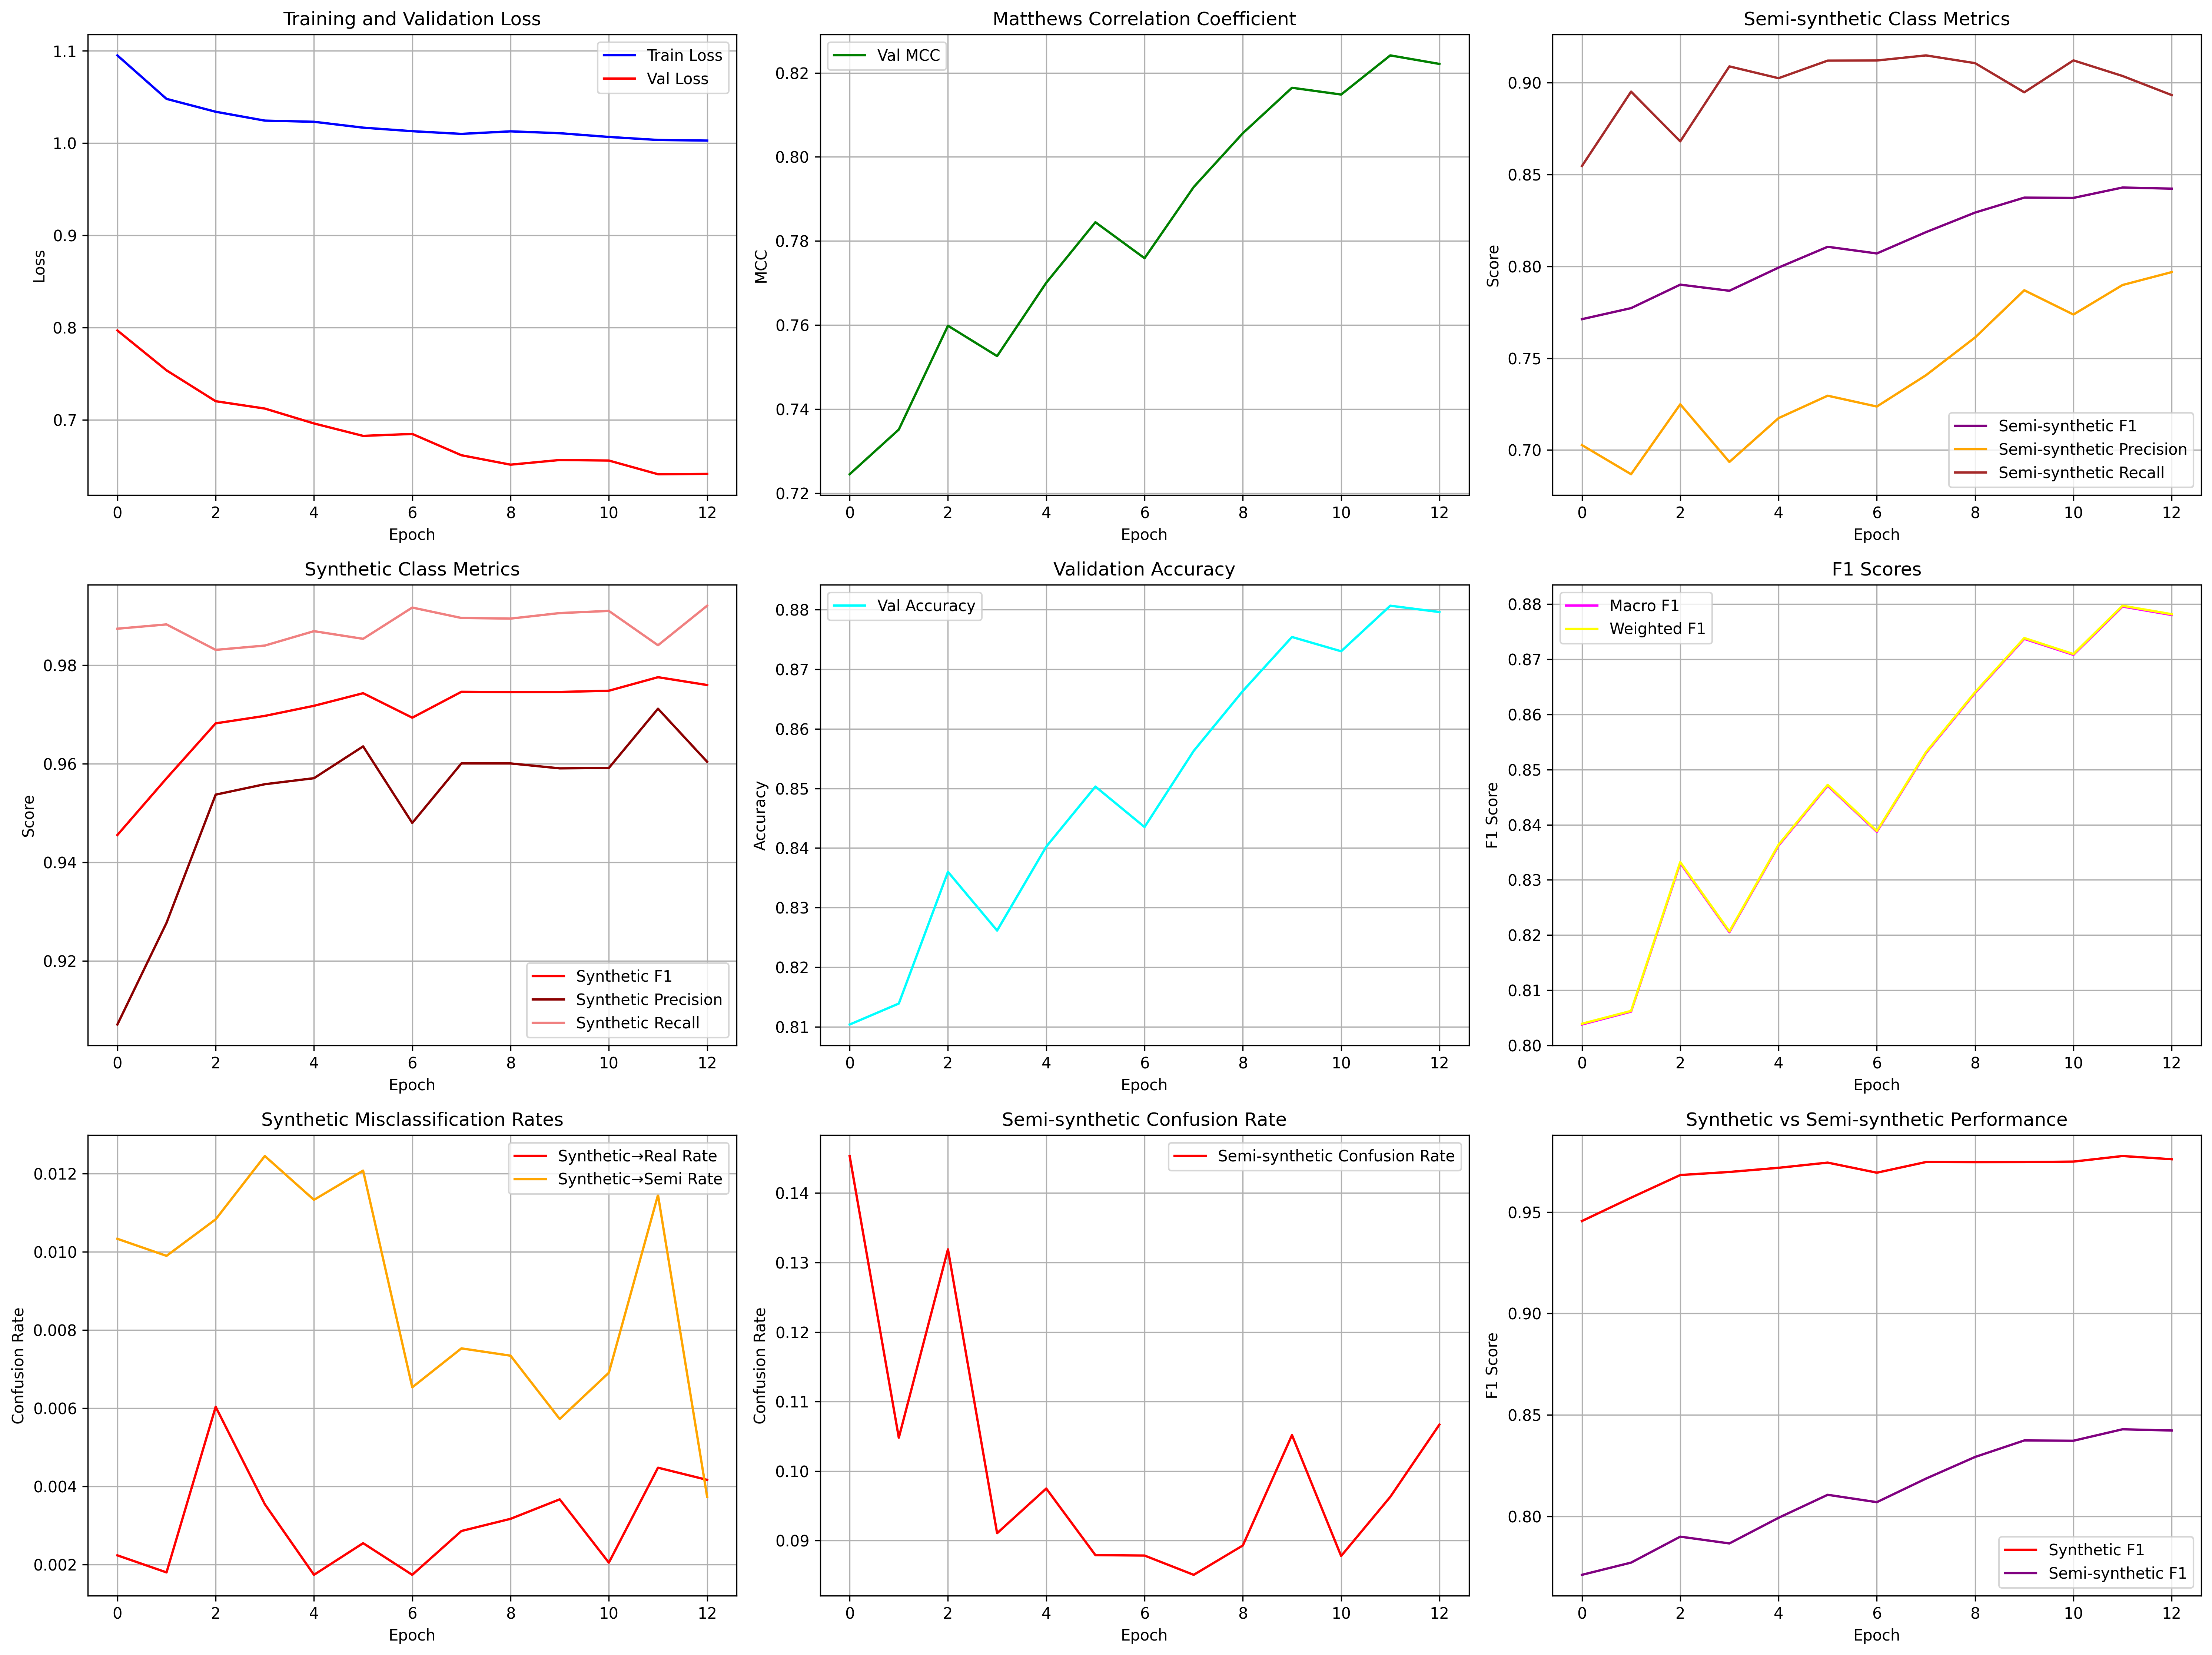 Training and Validation Loss
1.1
1.0
0.9
0.8
0.7
Loss
Train Loss
Val Loss
0 2 4 6 8 10 12
Epoch
Matthews Correlation Coefficient
0.82
0.80
0.78
0.76
0.74
0.72
MCC
Val MCC
0 2 4 6 8 10 12
Epoch
Semi-synthetic Class Metrics
0.90
0.85
0.80
0.75
0.70
Score
Semi-synthetic F1
Semi-synthetic Precision
Semi-synthetic Recall
0 2 4 6 8 10 12
Epoch
Synthetic Class Metrics
0.98
0.96
0.94
0.92
Score
Synthetic F1
Synthetic Precision
Synthetic Recall
0 2 4 6 8 10 12
Epoch
Validation Accuracy
0.88
0.87
0.86
0.85
0.84
0.83
0.82
0.81
Accuracy
Val Accuracy
0 2 4 6 8 10 12
Epoch
F1 Scores
0.88
0.87
0.86
0.85
0.84
0.83
0.82
0.81
0.80
F1 Score
Macro F1
Weighted F1
0 2 4 6 8 10 12
Epoch
Synthetic Misclassification Rates
0.012
0.010
0.008
0.006
0.004
0.002
Confusion Rate
Synthetic→Real Rate
Synthetic→Semi Rate
0 2 4 6 8 10 12
Epoch
Semi-synthetic Confusion Rate
0.14
0.13
0.12
0.11
0.10
0.09
Confusion Rate
Semi-synthetic Confusion Rate
0 2 4 6 8 10 12
Epoch
Synthetic vs Semi-synthetic Performance
0.95
0.90
0.85
0.80
F1 Score
Synthetic F1
Semi-synthetic F1
0 2 4 6 8 10 12
Epoch